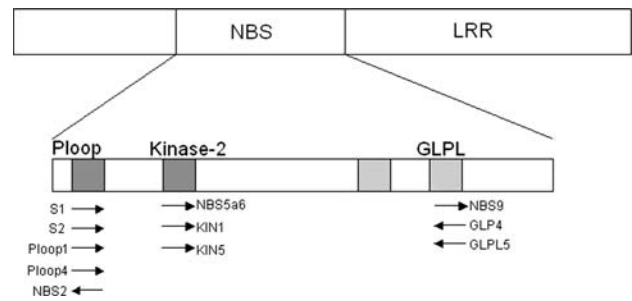 NBS LRR
Ploop Kinase-2 GLPL
S1 NBS5a6 NBS9
S2 KIN1 GLP4
Ploop1 KIN5 GLPL5
Ploop4
NBS2